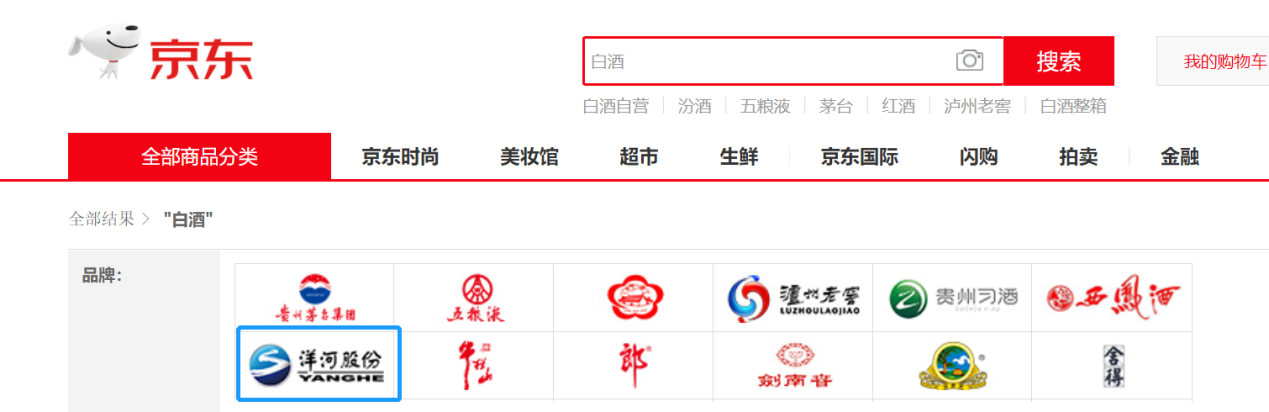 京东
白酒
搜索
我的购物车
白酒自营 汾酒 五粮液 茅台 红酒 泸州老窖 白酒整箱
全部商品分类 京东时尚 美妆馆 超市 生鲜 京东国际 闪购 拍卖 金融
全部结果 > "白酒"
品牌：
贵州茅台集团
五粮液
泸州老窖
LUZHOULAOJIAO
贵州习酒
西鳳酒
洋河股份
YANGHE
牛栏山
郎
剑南春
舍得